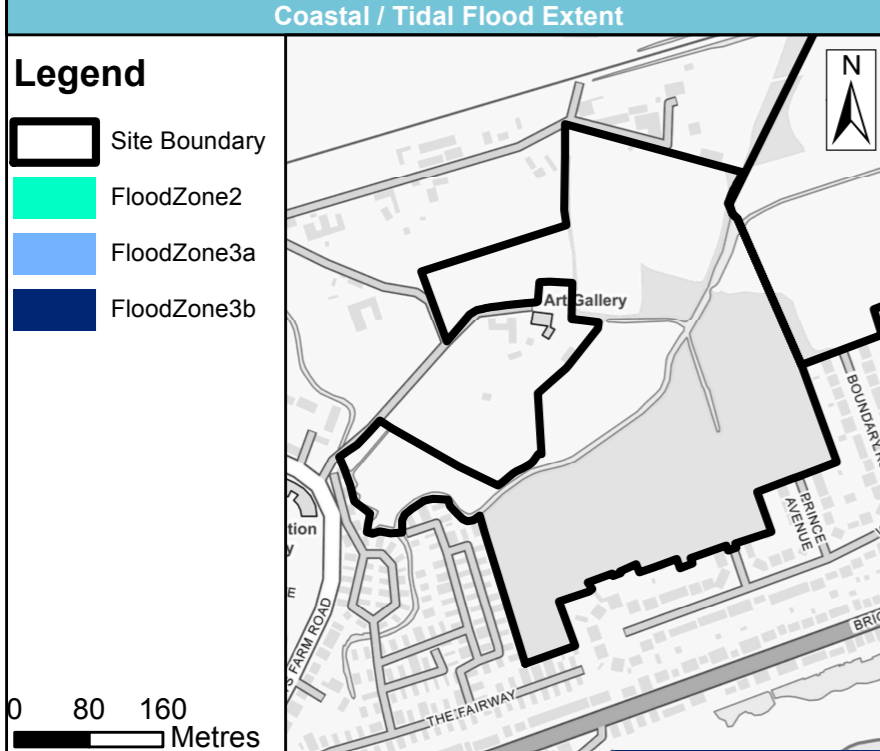 Coastal / Tidal Flood Extent
Legend
Site Boundary
FloodZone2
FloodZone3a
FloodZone3b
0 80 160
Metres
N
Art Gallery
BOUNDARY
PRINCE
AVENUE
FARM ROAD
THE FAIRWAY